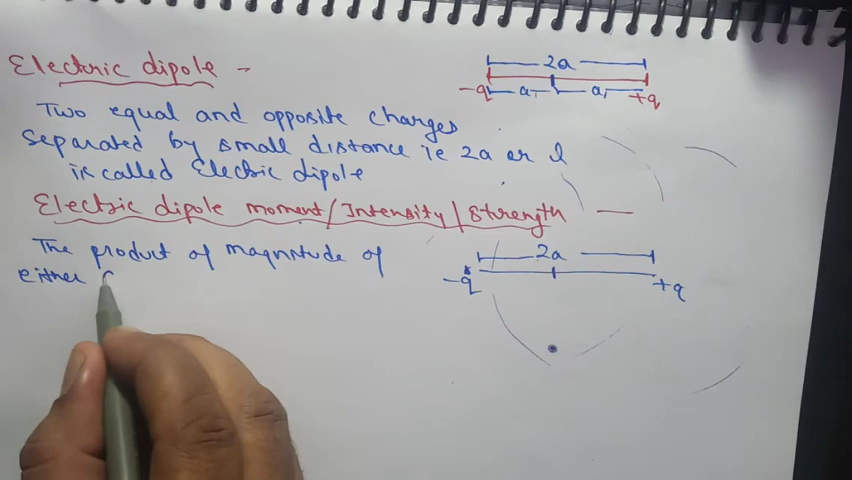 Electric dipole -
Two equal and opposite charges
separated by small distance ie 2a or l
is called Electric dipole
2a
-q a a +q
Electric dipole moment/Intensity/Strength —
The product of magnitude of
either
2a
-q +q